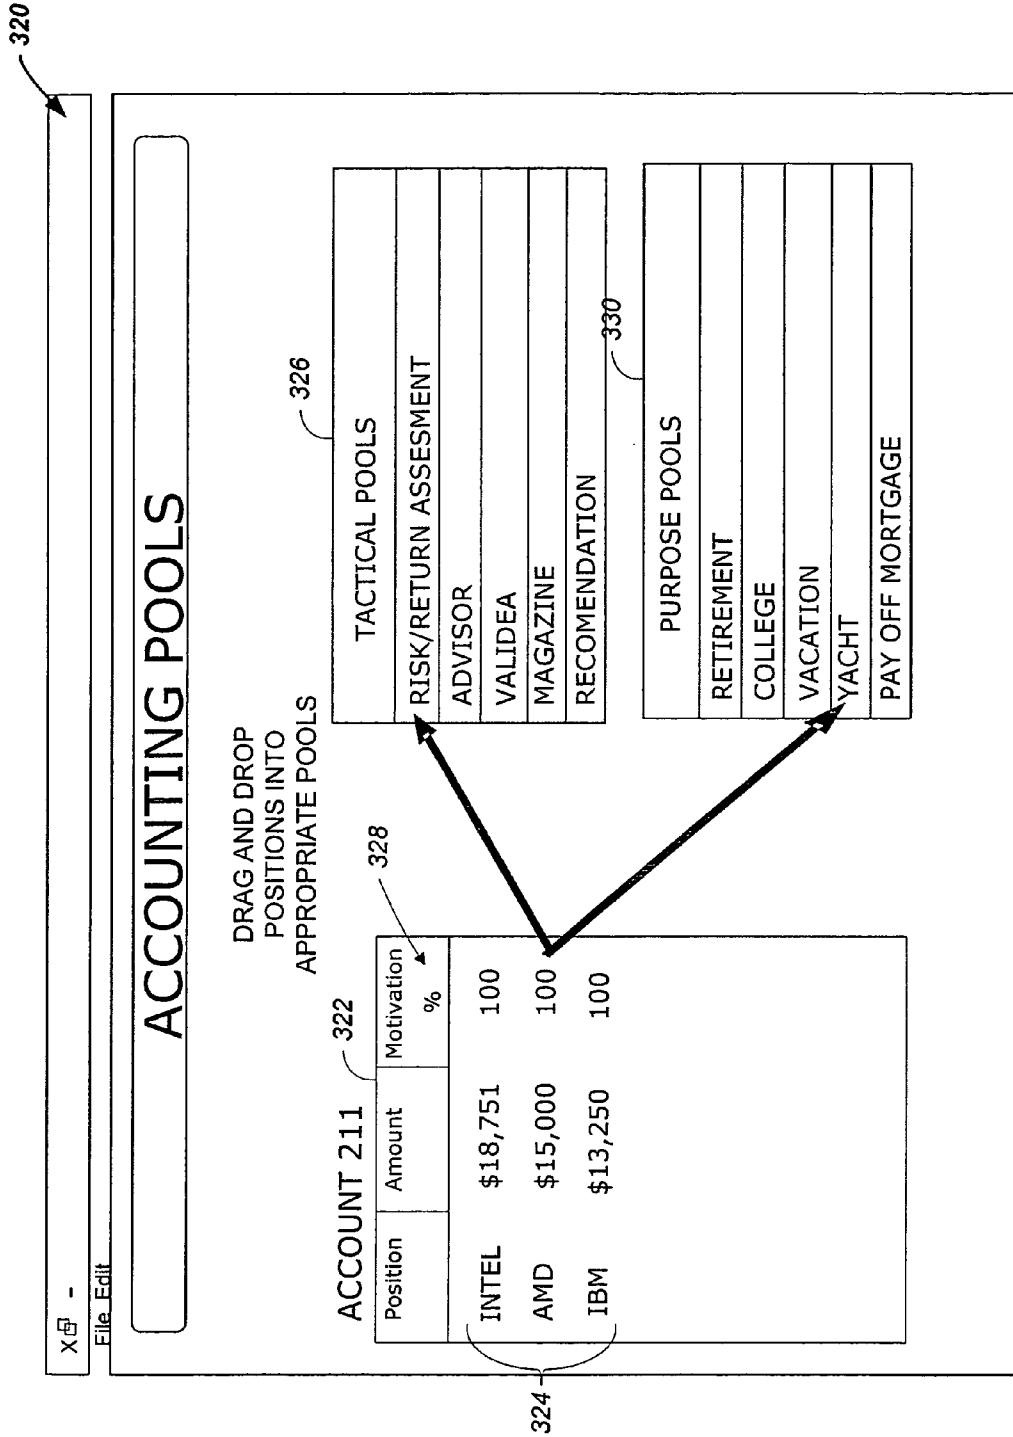 320
X -
File Edit
ACCOUNTING POOLS
DRAG AND DROP
POSITIONS INTO
APPROPRIATE POOLS
ACCOUNT 211
322
328
Position Amount Motivation %
INTEL $18,751 100
AMD $15,000 100
IBM $13,250 100
324
326
TACTICAL POOLS
RISK/RETURN ASSESMENT
ADVISOR
VALIDEA
MAGAZINE
RECOMENDATION
330
PURPOSE POOLS
RETIREMENT
COLLEGE
VACATION
YACHT
PAY OFF MORTGAGE